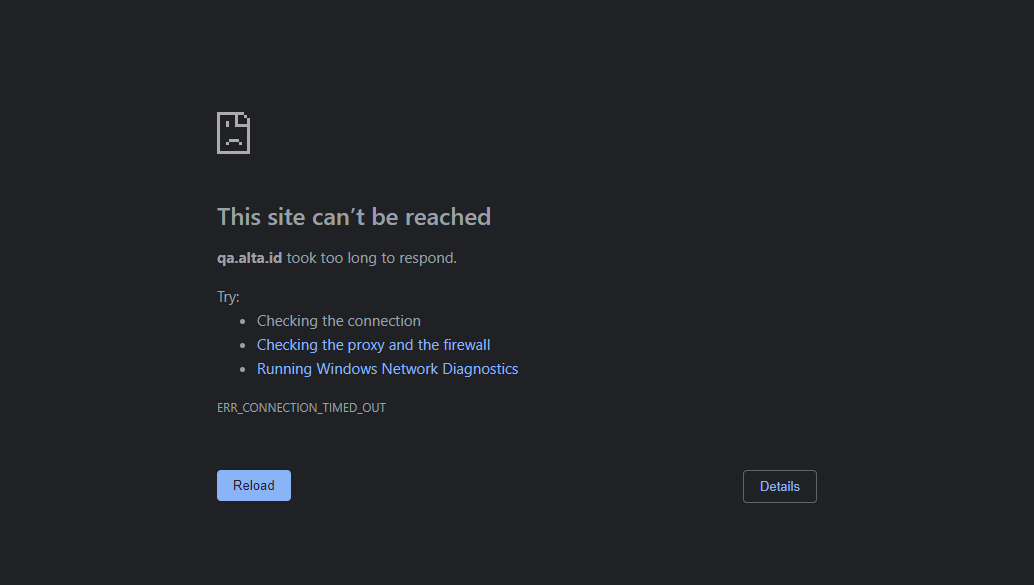 This site can’t be reached
qa.alta.id took too long to respond.
Try:
Checking the connection
Checking the proxy and the firewall
Running Windows Network Diagnostics
ERR_CONNECTION_TIMED_OUT
Reload
Details